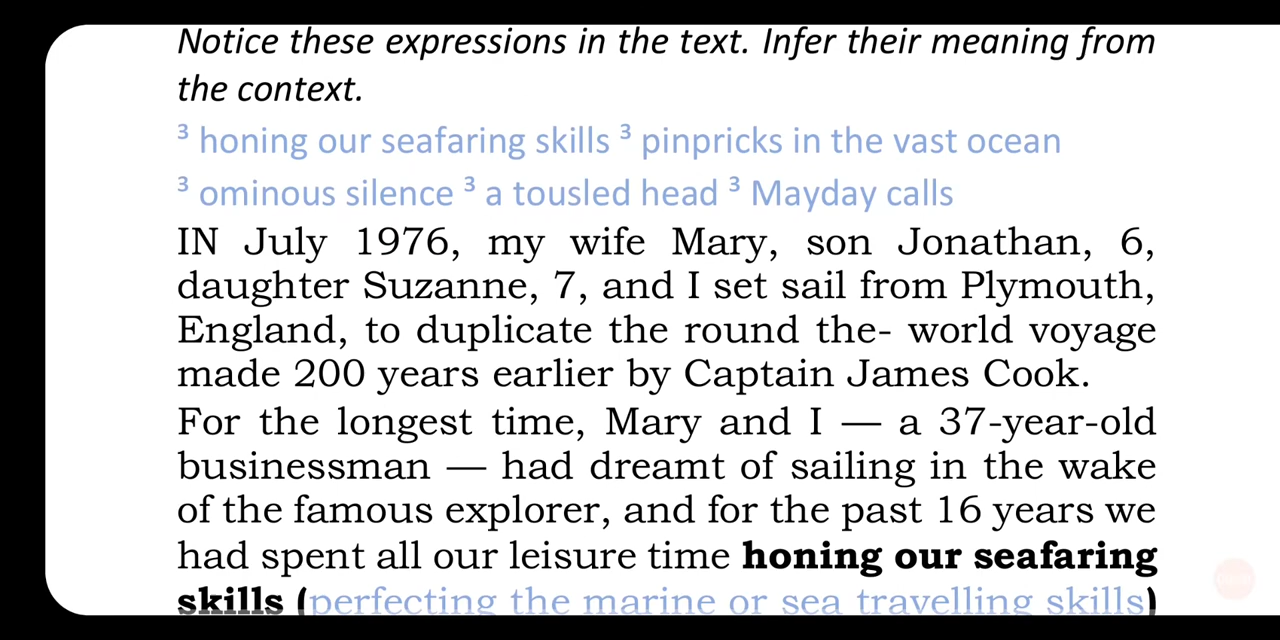 Notice these expressions in the text. Infer their meaning from
the context.
³ honing our seafaring skills ³ pinpricks in the vast ocean
³ ominous silence ³ a tousled head ³ Mayday calls
IN July 1976, my wife Mary, son Jonathan, 6,
daughter Suzanne, 7, and I set sail from Plymouth,
England, to duplicate the round the- world voyage
made 200 years earlier by Captain James Cook.
For the longest time, Mary and I — a 37-year-old
businessman — had dreamt of sailing in the wake
of the famous explorer, and for the past 16 years we
had spent all our leisure time honing our seafaring
skills (perfecting the marine or sea travelling skills)